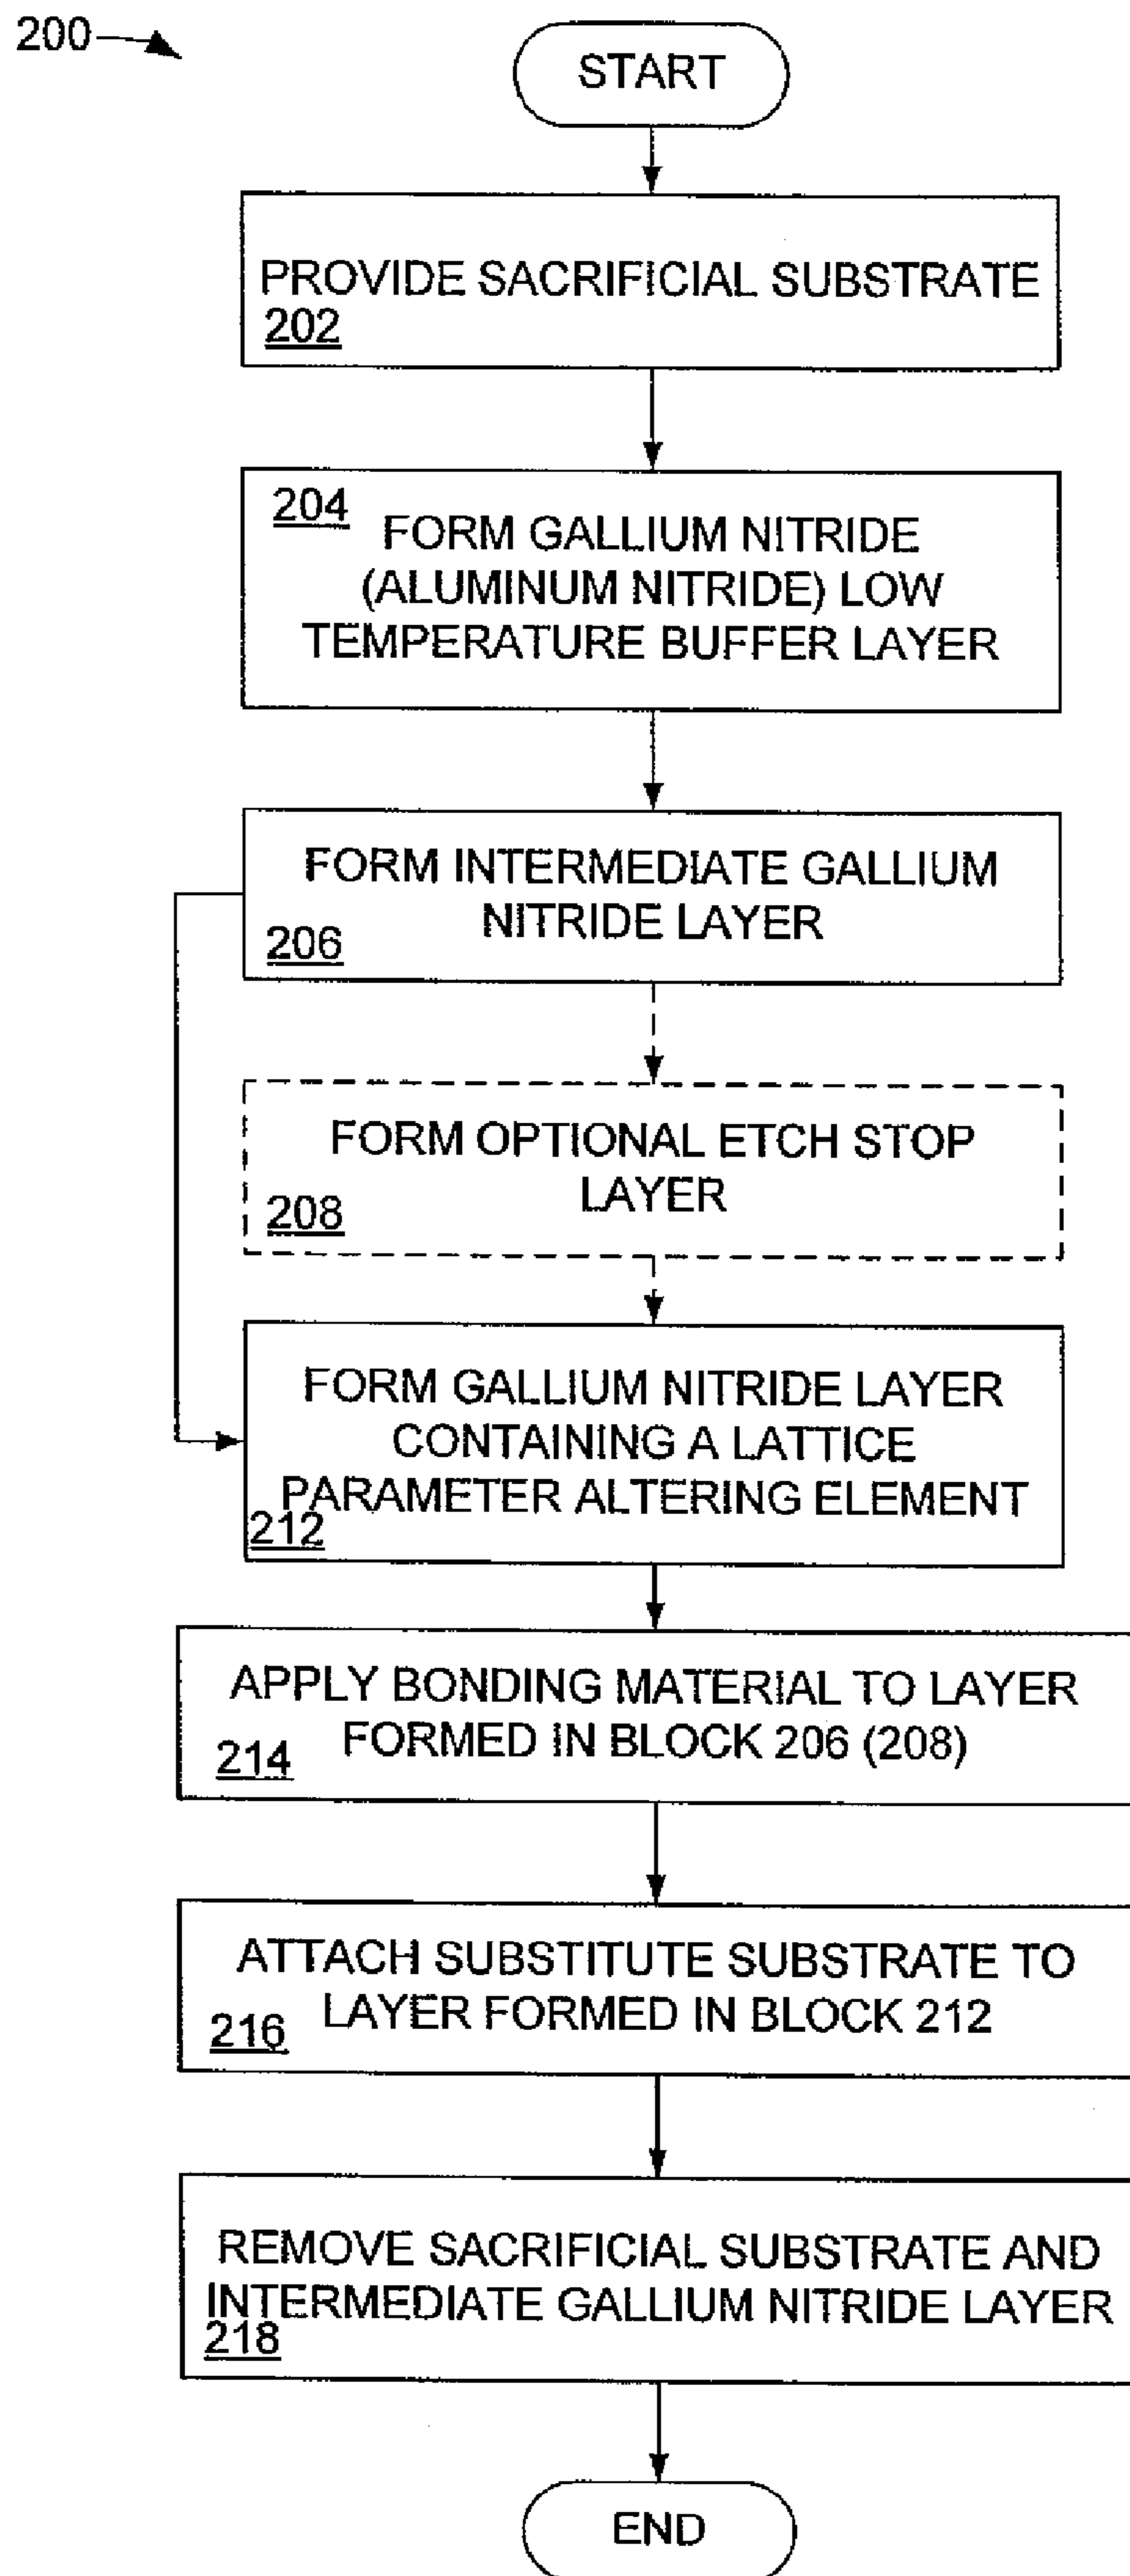 200
START
PROVIDE SACRIFICIAL SUBSTRATE
202
204
FORM GALLIUM NITRIDE
(ALUMINUM NITRIDE) LOW
TEMPERATURE BUFFER LAYER
FORM INTERMEDIATE GALLIUM
NITRIDE LAYER
206
FORM OPTIONAL ETCH STOP
LAYER
208
FORM GALLIUM NITRIDE LAYER
CONTAINING A LATTICE
PARAMETER ALTERING ELEMENT
212
APPLY BONDING MATERIAL TO LAYER
FORMED IN BLOCK 206 (208)
214
ATTACH SUBSTITUTE SUBSTRATE TO
LAYER FORMED IN BLOCK 212
216
REMOVE SACRIFICIAL SUBSTRATE AND
INTERMEDIATE GALLIUM NITRIDE LAYER
218
END